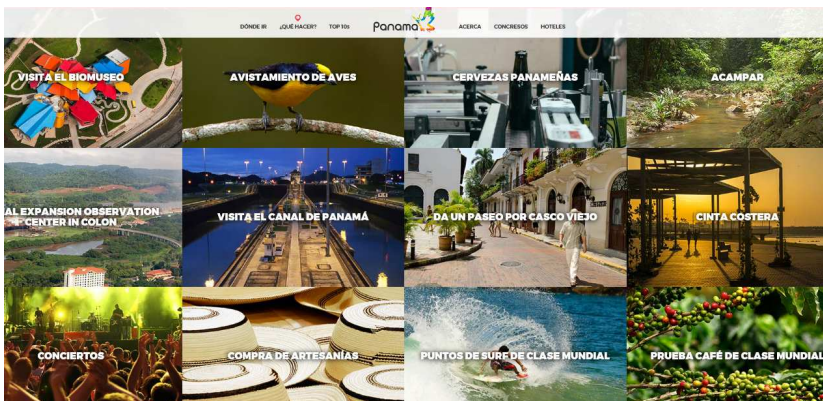 DÓNDE IR ¿QUÉ HACER? TOP 10s Panama ACERCA CONCRESOS HOTELES
VISITA EL BIOMUSEO
AVISTAMIENTO DE AVES
CERVEZAS PANAMEÑAS
ACAMPAR
AL EXPANSION OBSERVATION
CENTER IN COLON
VISITA EL CANAL DE PANAMÁ
DA UN PASEO POR CASCO VIEJO
CINTA COSTERA
CONCIERTOS
COMPRA DE ARTESANÍAS
PUNTOS DE SURF DE CLASE MUNDIAL
PRUEBA CAFÉ DE CLASE MUNDIAL